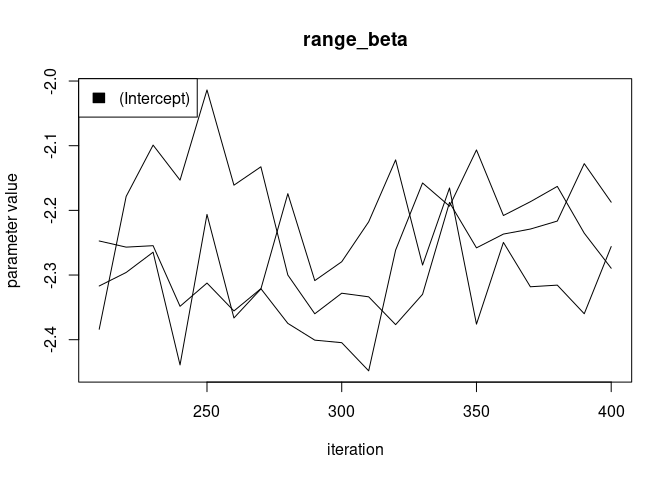 range_beta
(Intercept)
parameter value
-2.0
-2.1
-2.2
-2.3
-2.4
250 300 350 400
iteration